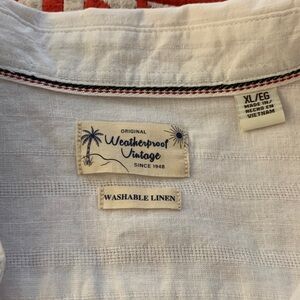 XL/EG
MADE IN/
HECHO EN
VIETNAM
ORIGINAL
Weatherproof
Vintage
SINCE 1948
WASHABLE LINEN